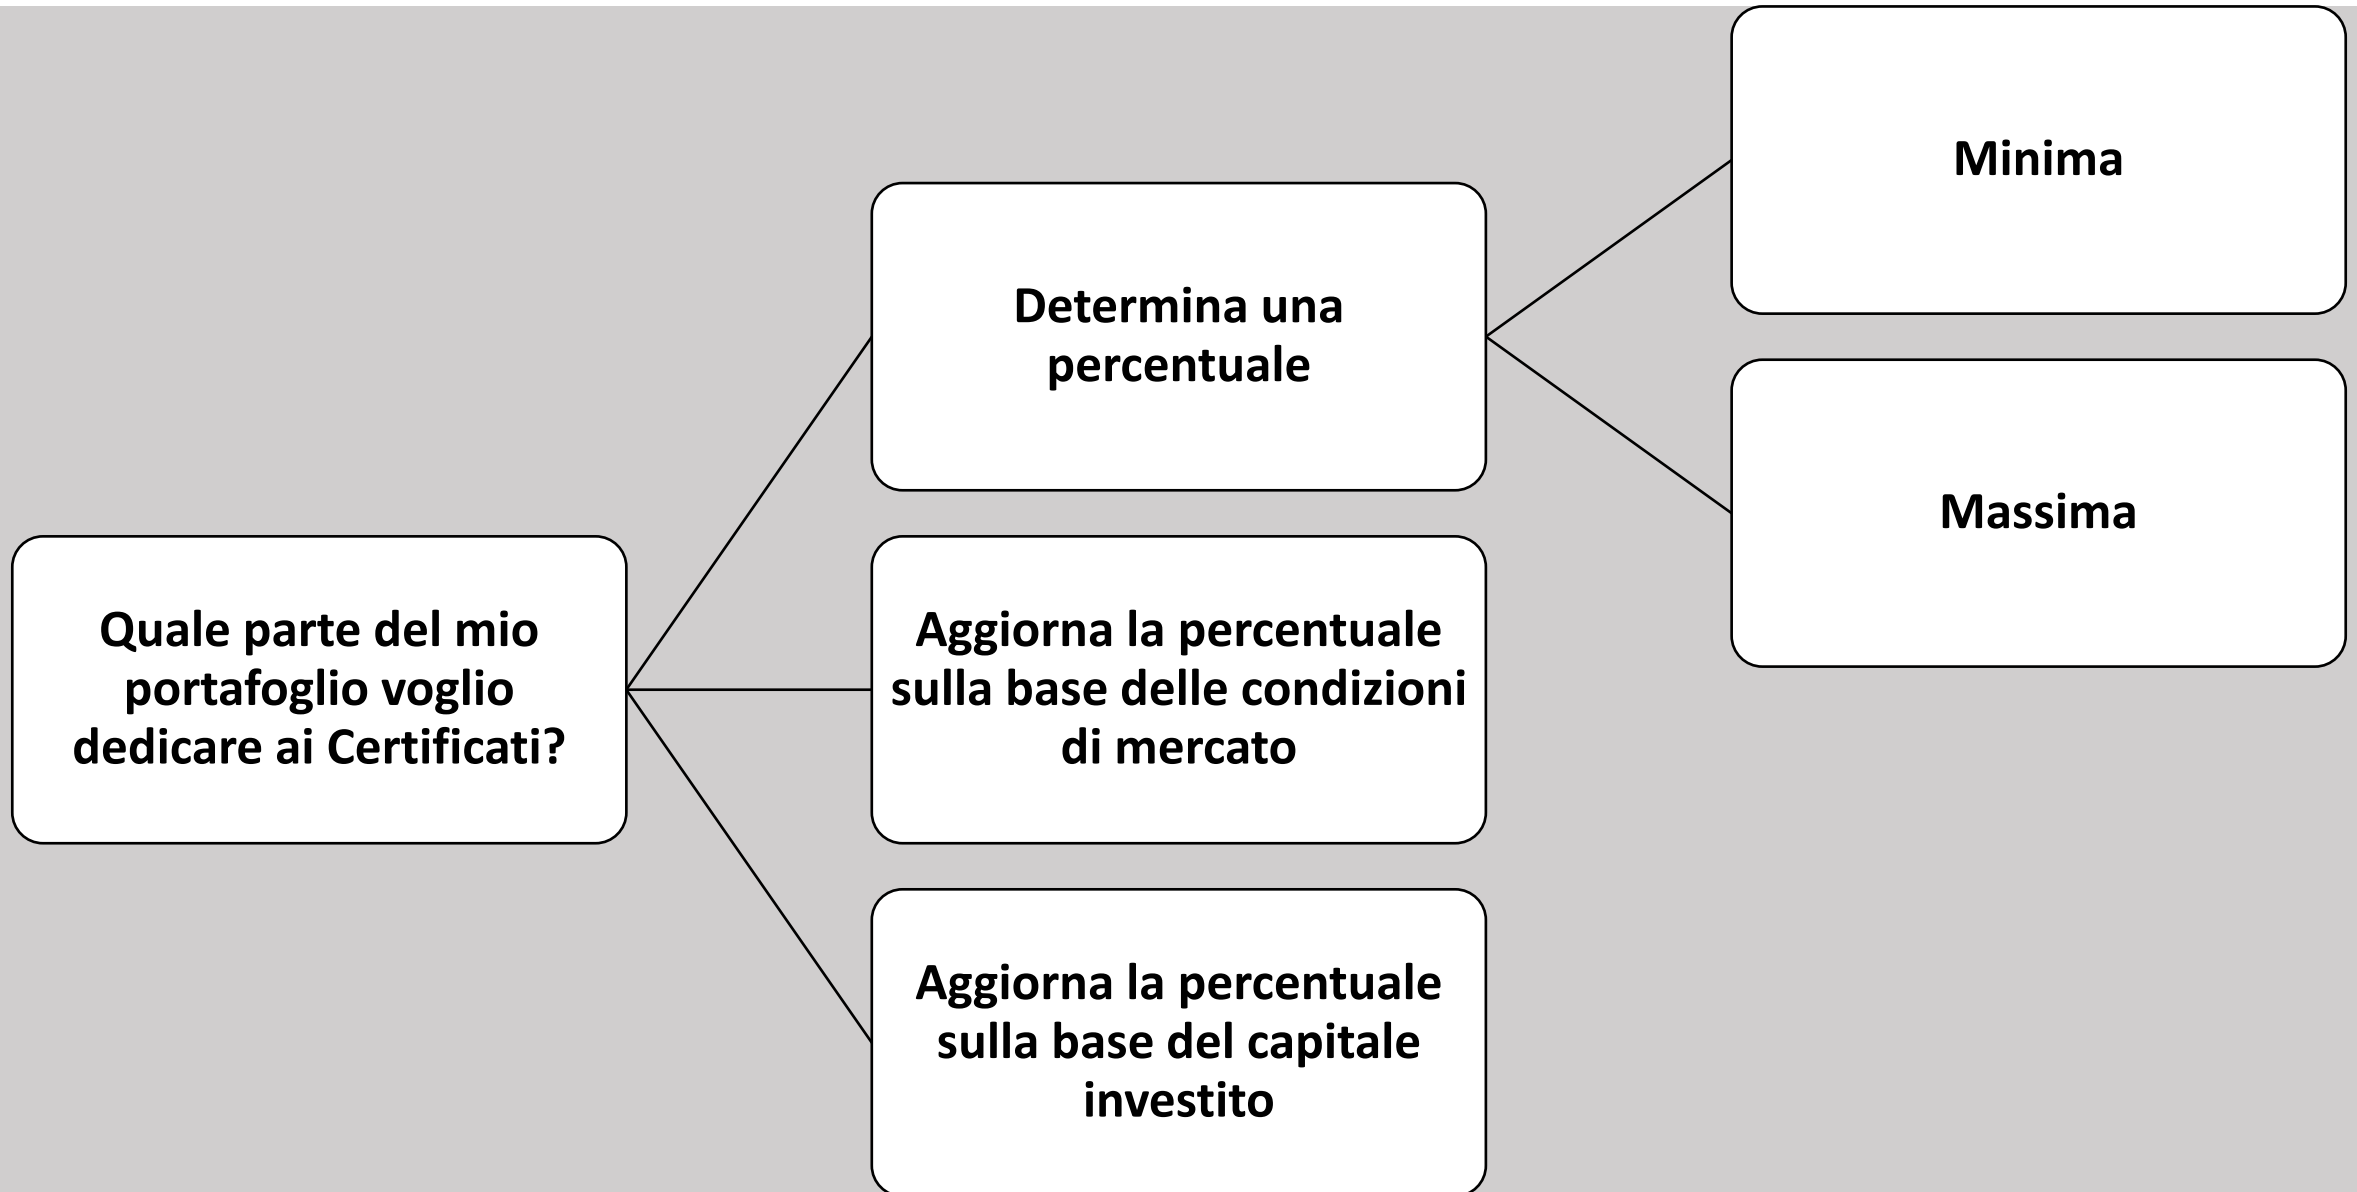 Quale parte del mio
portafoglio voglio
dedicare ai Certificati?
Determina una
percentuale
Minima
Massima
Aggiorna la percentuale
sulla base delle condizioni
di mercato
Aggiorna la percentuale
sulla base del capitale
investito